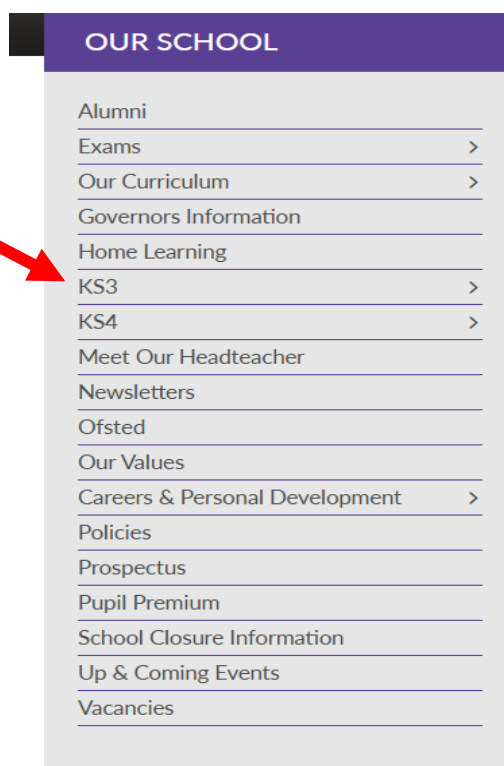 OUR SCHOOL
Alumni
Exams >
Our Curriculum >
Governors Information
Home Learning
KS3 >
KS4 >
Meet Our Headteacher
Newsletters
Ofsted
Our Values
Careers & Personal Development >
Policies
Prospectus
Pupil Premium
School Closure Information
Up & Coming Events
Vacancies